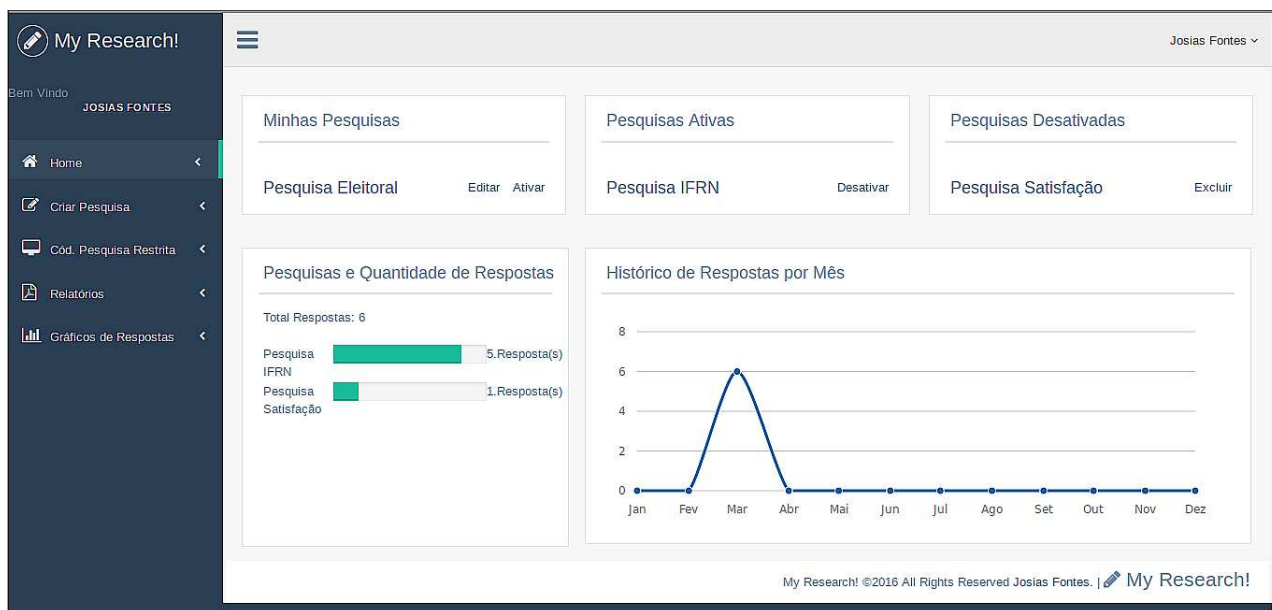 My Research!
Josias Fontes
Bem Vindo
JOSIAS FONTES
Home
Criar Pesquisa
Cód. Pesquisa Restrita
Relatórios
Gráficos de Respostas
Minhas Pesquisas
Pesquisa Eleitoral Editar Ativar
Pesquisas Ativas
Pesquisa IFRN Desativar
Pesquisas Desativadas
Pesquisa Satisfação Excluir
Pesquisas e Quantidade de Respostas
Total Respostas: 6
Pesquisa 5.Resposta(s)
IFRN
Pesquisa 1.Resposta(s)
Satisfação
Histórico de Respostas por Mês
8
6
4
2
0
Jan Fev Mar Abr Mai Jun Jul Ago Set Out Nov Dez
My Research! ©2016 All Rights Reserved Josias Fontes. | My Research!